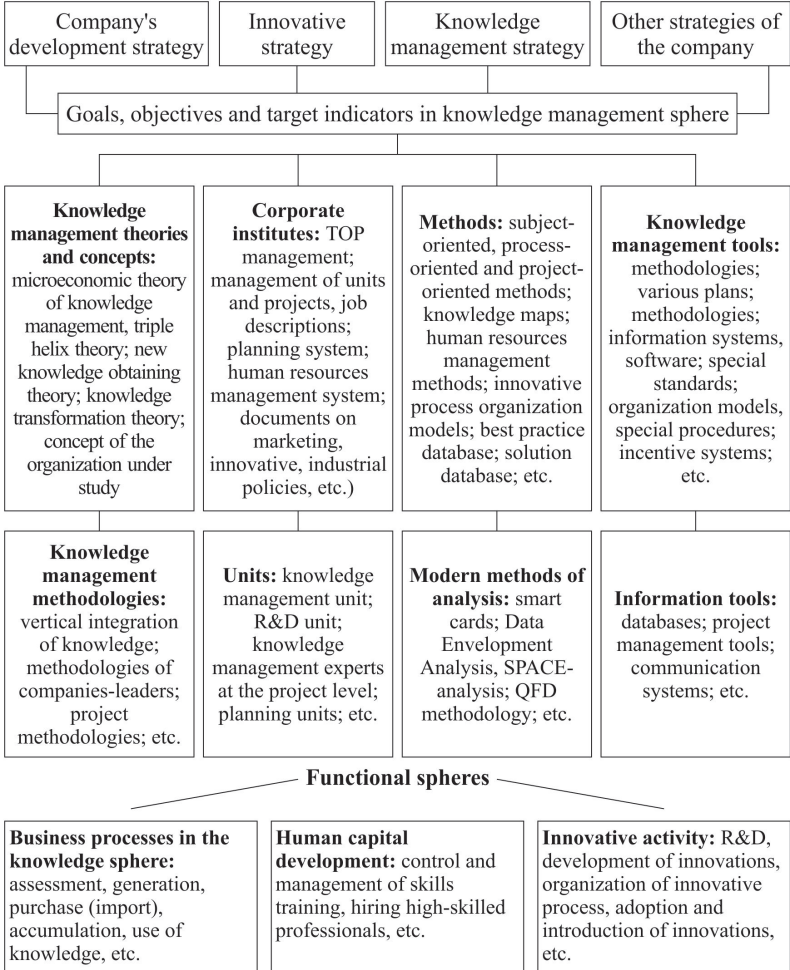 Company's
development strategy
Innovative
strategy
Knowledge
management strategy
Other strategies of
the company
Goals, objectives and target indicators in knowledge management sphere
Knowledge
management theories
and concepts:
microeconomic theory
of knowledge
management, triple
helix theory; new
knowledge obtaining
theory; knowledge
transformation theory;
concept of the
organization under
study
Corporate
institutes: TOP
management;
management of units
and projects, job
descriptions;
planning system;
human resources
management system;
documents on
marketing,
innovative, industrial
policies, etc.)
Methods: subject-
oriented, process-
oriented and project-
oriented methods;
knowledge maps;
human resources
management
methods; innovative
process organization
models; best practice
database; solution
database; etc.
Knowledge
management tools:
methodologies;
various plans;
methodologies;
information systems,
software; special
standards;
organization models,
special procedures;
incentive systems;
etc.
Knowledge
management
methodologies:
vertical integration
of knowledge;
methodologies of
companies-leaders;
project
methodologies; etc.
Units: knowledge
management unit;
R&D unit;
knowledge
management experts
at the project level;
planning units; etc.
Modern methods of
analysis: smart
cards; Data
Envelopment
Analysis, SPACE-
analysis; QFD
methodology; etc.
Information tools:
databases; project
management tools;
communication
systems; etc.
Functional spheres
Business processes in the
knowledge sphere:
assessment, generation,
purchase (import),
accumulation, use of
knowledge, etc.
Human capital
development: control and
management of skills
training, hiring high-skilled
professionals, etc.
Innovative activity: R&D,
development of innovations,
organization of innovative
process, adoption and
introduction of innovations,
etc.